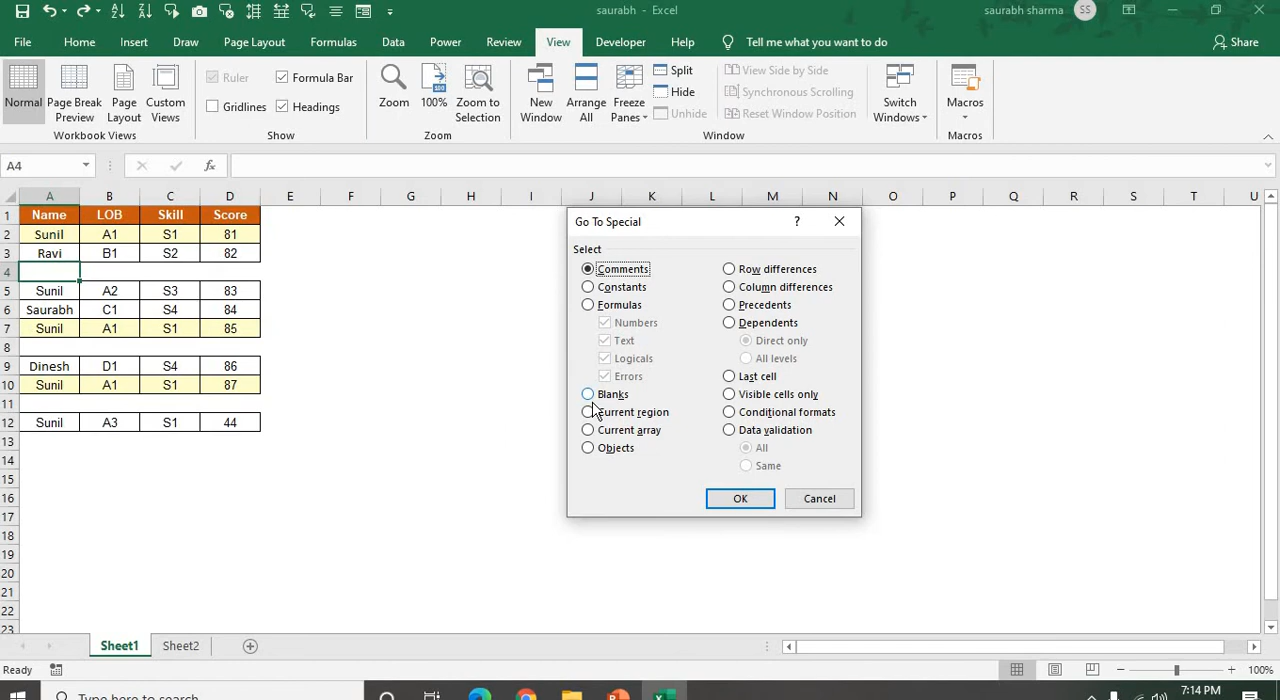 saurabh - Excel
saurabh sharma SS
File Home Insert Draw Page Layout Formulas Data Power Review View Developer Help Tell me what you want to do Share
Normal Page Break Preview Page Layout Custom Views
Workbook Views
Ruler Formula Bar
Gridlines Headings
Show
Zoom 100% Zoom to Selection
Zoom
New Window Arrange All Freeze Panes
Split
Hide
Unhide
View Side by Side
Synchronous Scrolling
Reset Window Position
Window
Switch Windows
Macros
Macros
A4 fx
A B C D E F G H I J K L M N O P Q R S T U
1 Name LOB Skill Score
2 Sunil A1 S1 81
3 Ravi B1 S2 82
4
5 Sunil A2 S3 83
6 Saurabh C1 S4 84
7 Sunil A1 S1 85
8
9 Dinesh D1 S4 86
10 Sunil A1 S1 87
11
12 Sunil A3 S1 44
13
14
15
16
17
18
19
20
21
22
23
Go To Special ?
Select
Comments
Constants
Formulas
Numbers
Text
Logicals
Errors
Blanks
Current region
Current array
Objects
Row differences
Column differences
Precedents
Dependents
Direct only
All levels
Last cell
Visible cells only
Conditional formats
Data validation
All
Same
OK Cancel
Sheet1 Sheet2
Ready 100%
Type here to search 7:14 PM